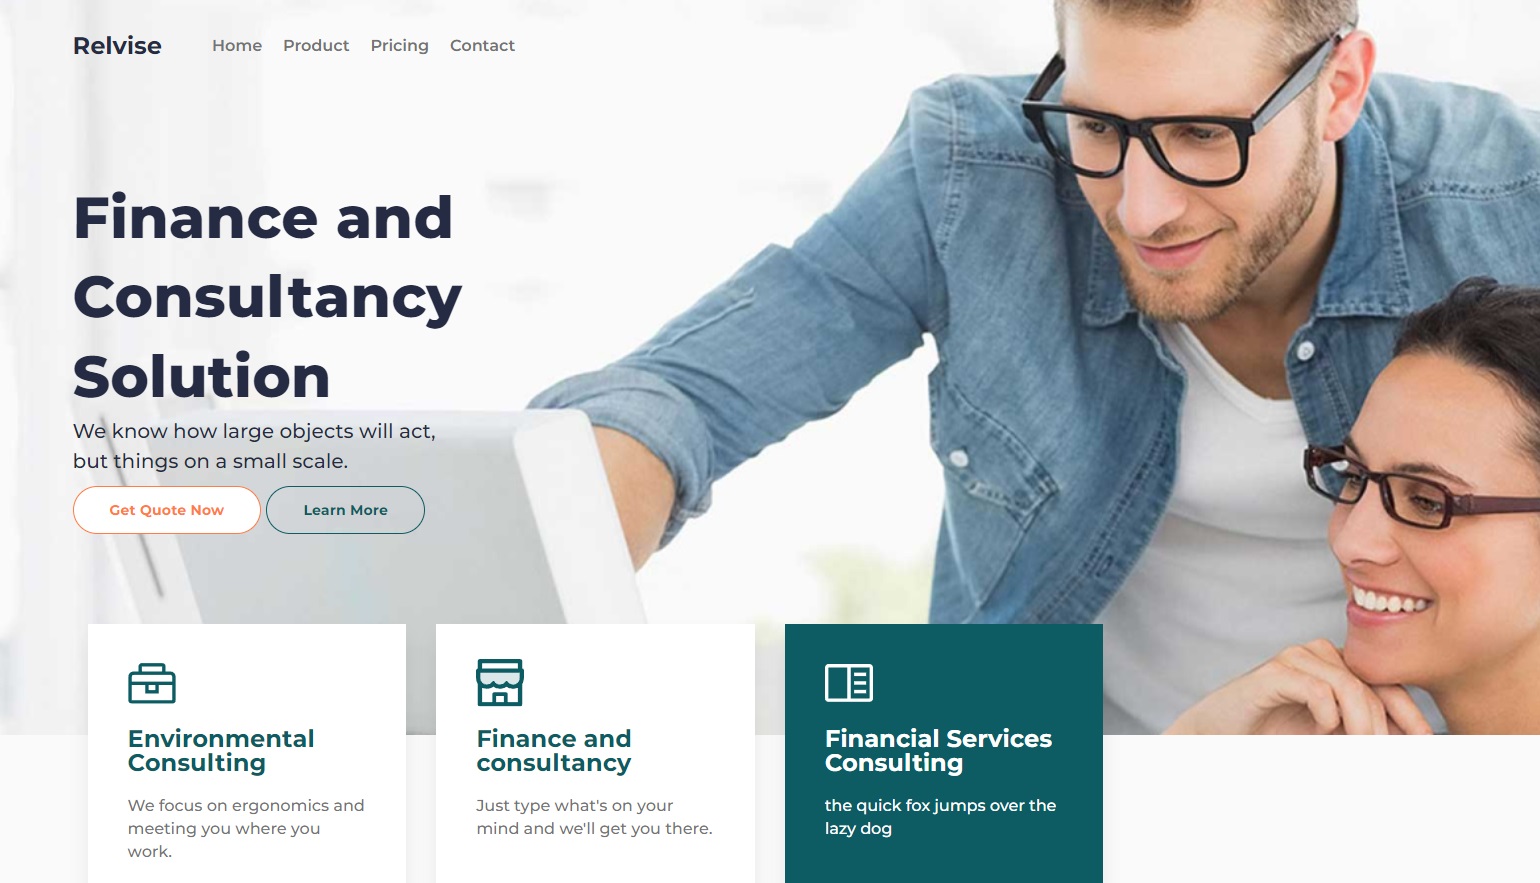 Relvise
Home Product Pricing Contact
Finance and
Consultancy
Solution
We know how large objects will act,
but things on a small scale.
Get Quote Now Learn More
Environmental
Consulting
We focus on ergonomics and
meeting you where you
work.
Finance and
consultancy
Just type what's on your
mind and we'll get you there.
Financial Services
Consulting
the quick fox jumps over the
lazy dog